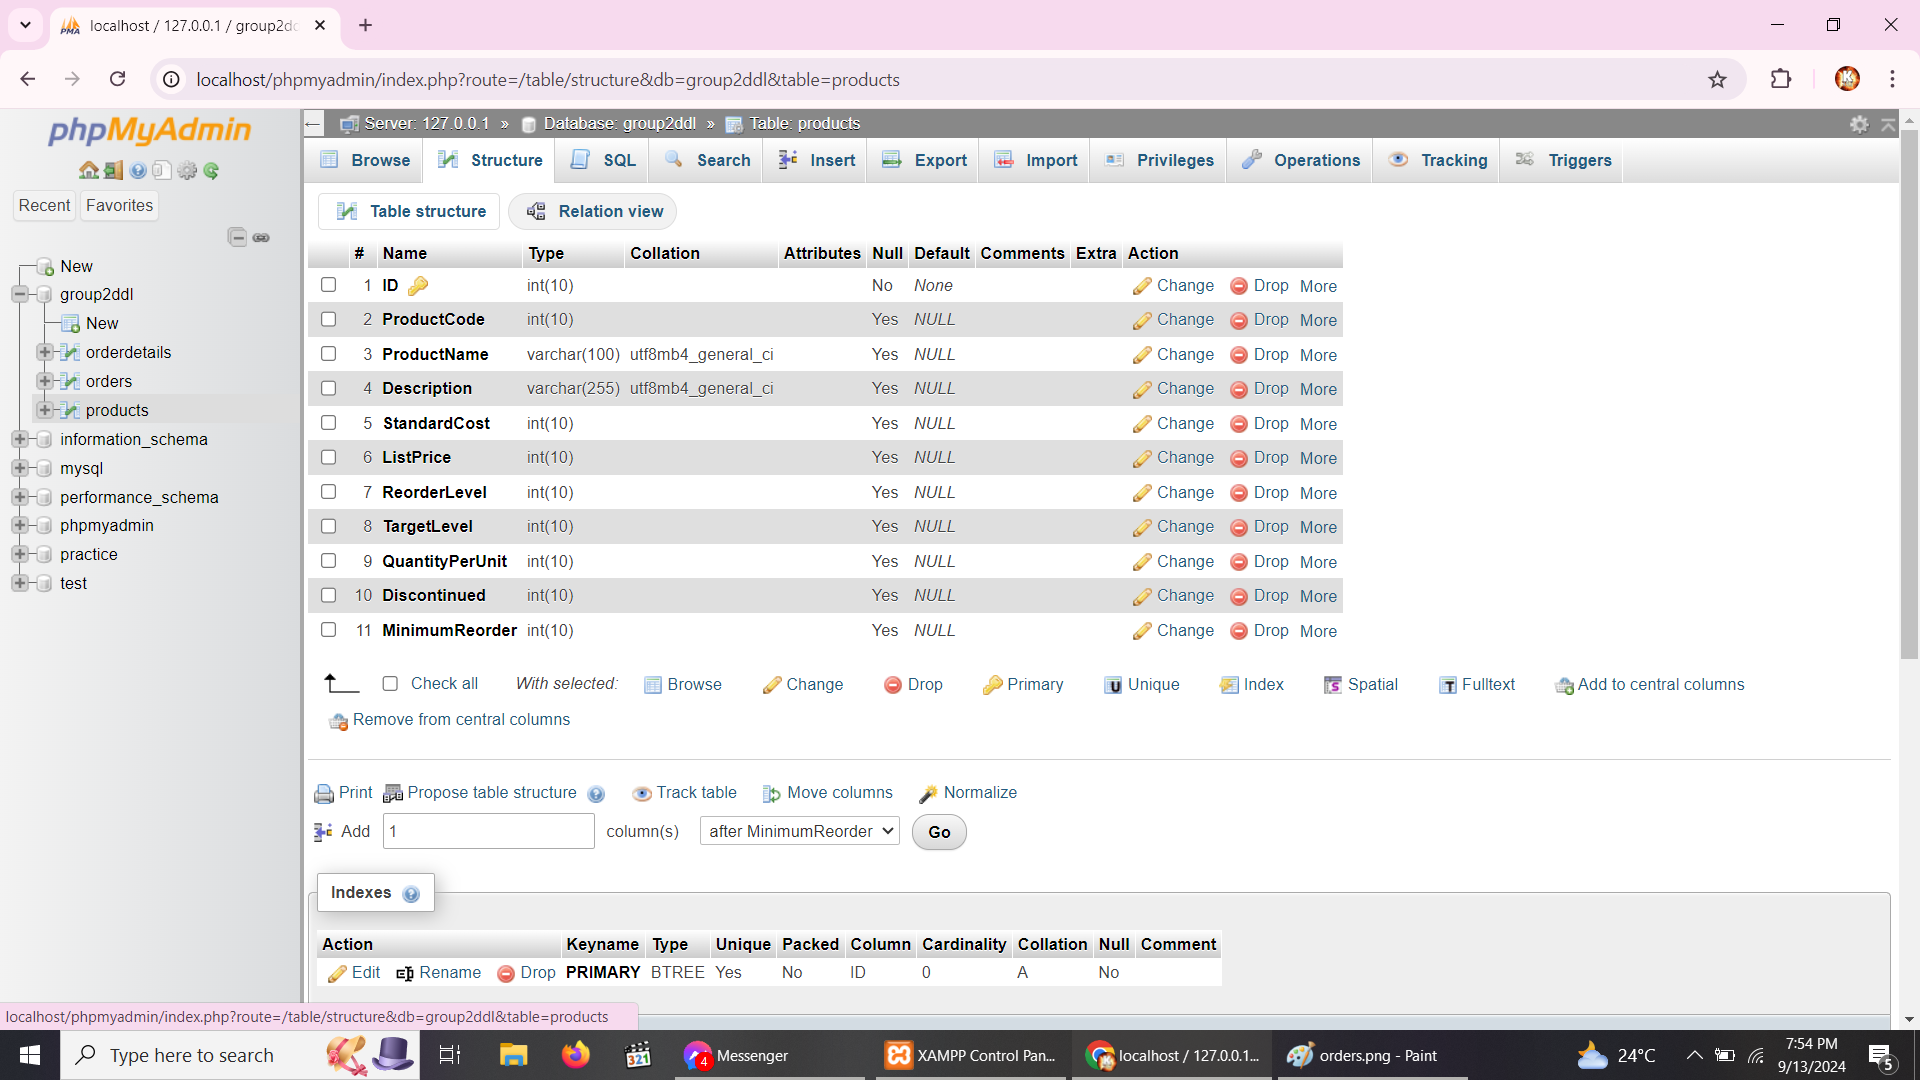 localhost / 127.0.0.1 / group2dd
localhost/phpmyadmin/index.php?route=/table/structure&db=group2ddl&table=products
phpMyAdmin
Recent Favorites
New
group2ddl
New
orderdetails
orders
products
information_schema
mysql
performance_schema
phpmyadmin
practice
test
Server: 127.0.0.1 » Database: group2ddl » Table: products
Browse Structure SQL Search Insert Export Import Privileges Operations Tracking Triggers
Table structure Relation view
# Name Type Collation Attributes Null Default Comments Extra Action
1 ID int(10) No None Change Drop More
2 ProductCode int(10) Yes NULL Change Drop More
3 ProductName varchar(100) utf8mb4_general_ci Yes NULL Change Drop More
4 Description varchar(255) utf8mb4_general_ci Yes NULL Change Drop More
5 StandardCost int(10) Yes NULL Change Drop More
6 ListPrice int(10) Yes NULL Change Drop More
7 ReorderLevel int(10) Yes NULL Change Drop More
8 TargetLevel int(10) Yes NULL Change Drop More
9 QuantityPerUnit int(10) Yes NULL Change Drop More
10 Discontinued int(10) Yes NULL Change Drop More
11 MinimumReorder int(10) Yes NULL Change Drop More
Check all With selected: Browse Change Drop Primary Unique Index Spatial Fulltext Add to central columns
Remove from central columns
Print Propose table structure Track table Move columns Normalize
Add 1 column(s) after MinimumReorder Go
Indexes
Action Keyname Type Unique Packed Column Cardinality Collation Null Comment
Edit Rename Drop PRIMARY BTREE Yes No ID 0 A No
localhost/phpmyadmin/index.php?route=/table/structure&db=group2ddl&table=products
Type here to search
321
4 Messenger
XAMPP Control Pan...
localhost / 127.0.0.1...
orders.png - Paint
24°C
7:54 PM
9/13/2024
5